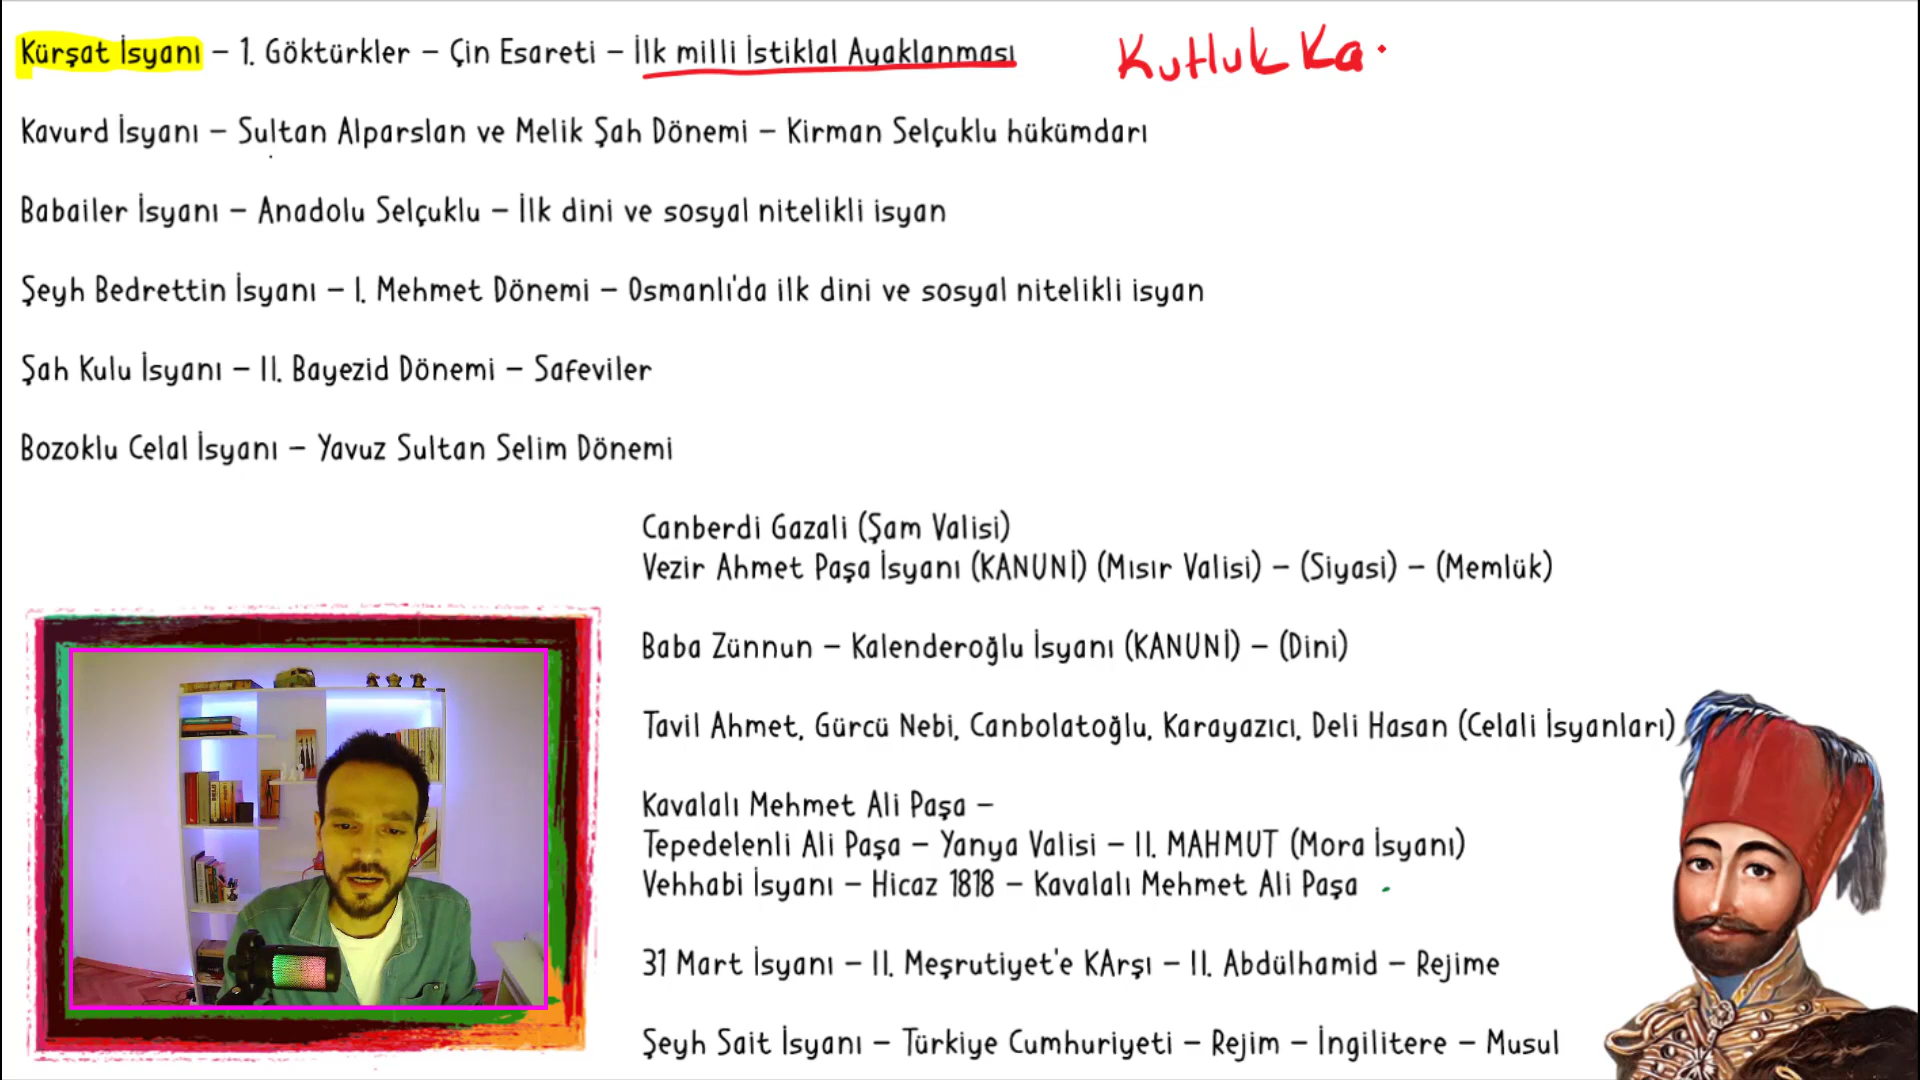 Kürşat İsyanı – 1. Göktürkler – Çin Esareti – İlk milli İstiklal Ayaklanması
Kutluk Ka
Kavurd İsyanı – Sultan Alparslan ve Melik Şah Dönemi – Kirman Selçuklu hükümdarı
Babailer İsyanı – Anadolu Selçuklu – İlk dini ve sosyal nitelikli isyan
Şeyh Bedrettin İsyanı – I. Mehmet Dönemi – Osmanlı'da ilk dini ve sosyal nitelikli isyan
Şah Kulu İsyanı – II. Bayezid Dönemi – Safeviler
Bozoklu Celal İsyanı – Yavuz Sultan Selim Dönemi
Canberdi Gazali (Şam Valisi)
Vezir Ahmet Paşa İsyanı (KANUNİ) (Mısır Valisi) – (Siyasi) – (Memlük)
Baba Zünnun – Kalenderoğlu İsyanı (KANUNİ) – (Dini)
Tavil Ahmet, Gürcü Nebi, Canbolatoğlu, Karayazıcı, Deli Hasan (Celali İsyanları)
Kavalalı Mehmet Ali Paşa –
Tepedelenli Ali Paşa – Yanya Valisi – II. MAHMUT (Mora İsyanı)
Vehhabi İsyanı – Hicaz 1818 – Kavalalı Mehmet Ali Paşa
31 Mart İsyanı – II. Meşrutiyet'e KArşı – II. Abdülhamid – Rejime
Şeyh Sait İsyanı – Türkiye Cumhuriyeti – Rejim – İngilitere – Musul